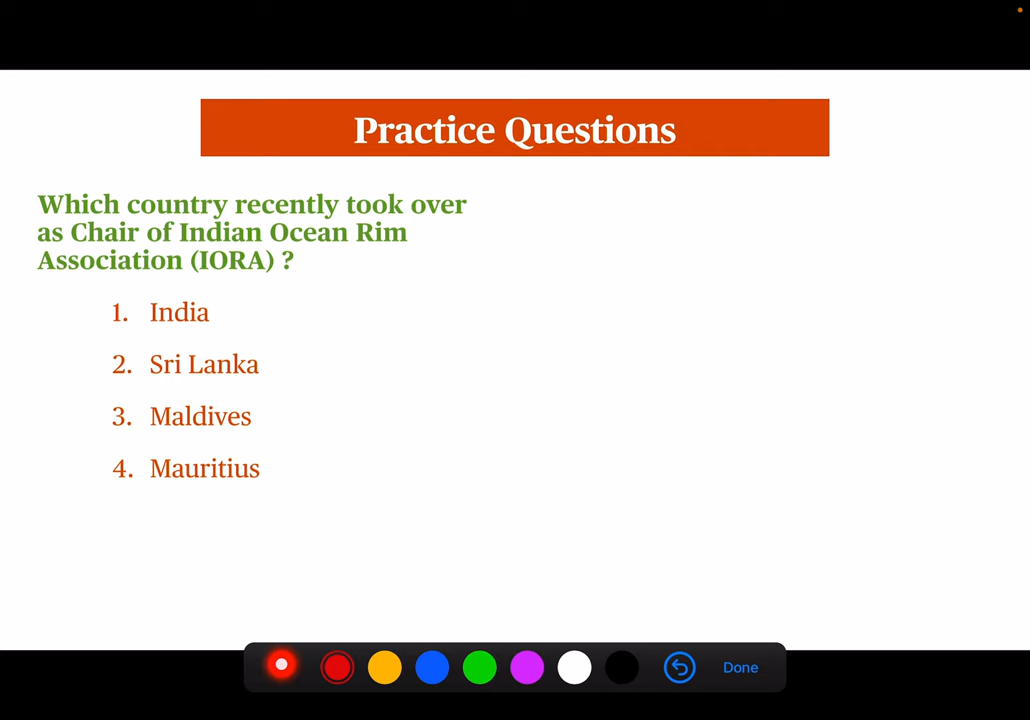 Practice Questions
Which country recently took over
as Chair of Indian Ocean Rim
Association (IORA) ?
1. India
2. Sri Lanka
3. Maldives
4. Mauritius
Done